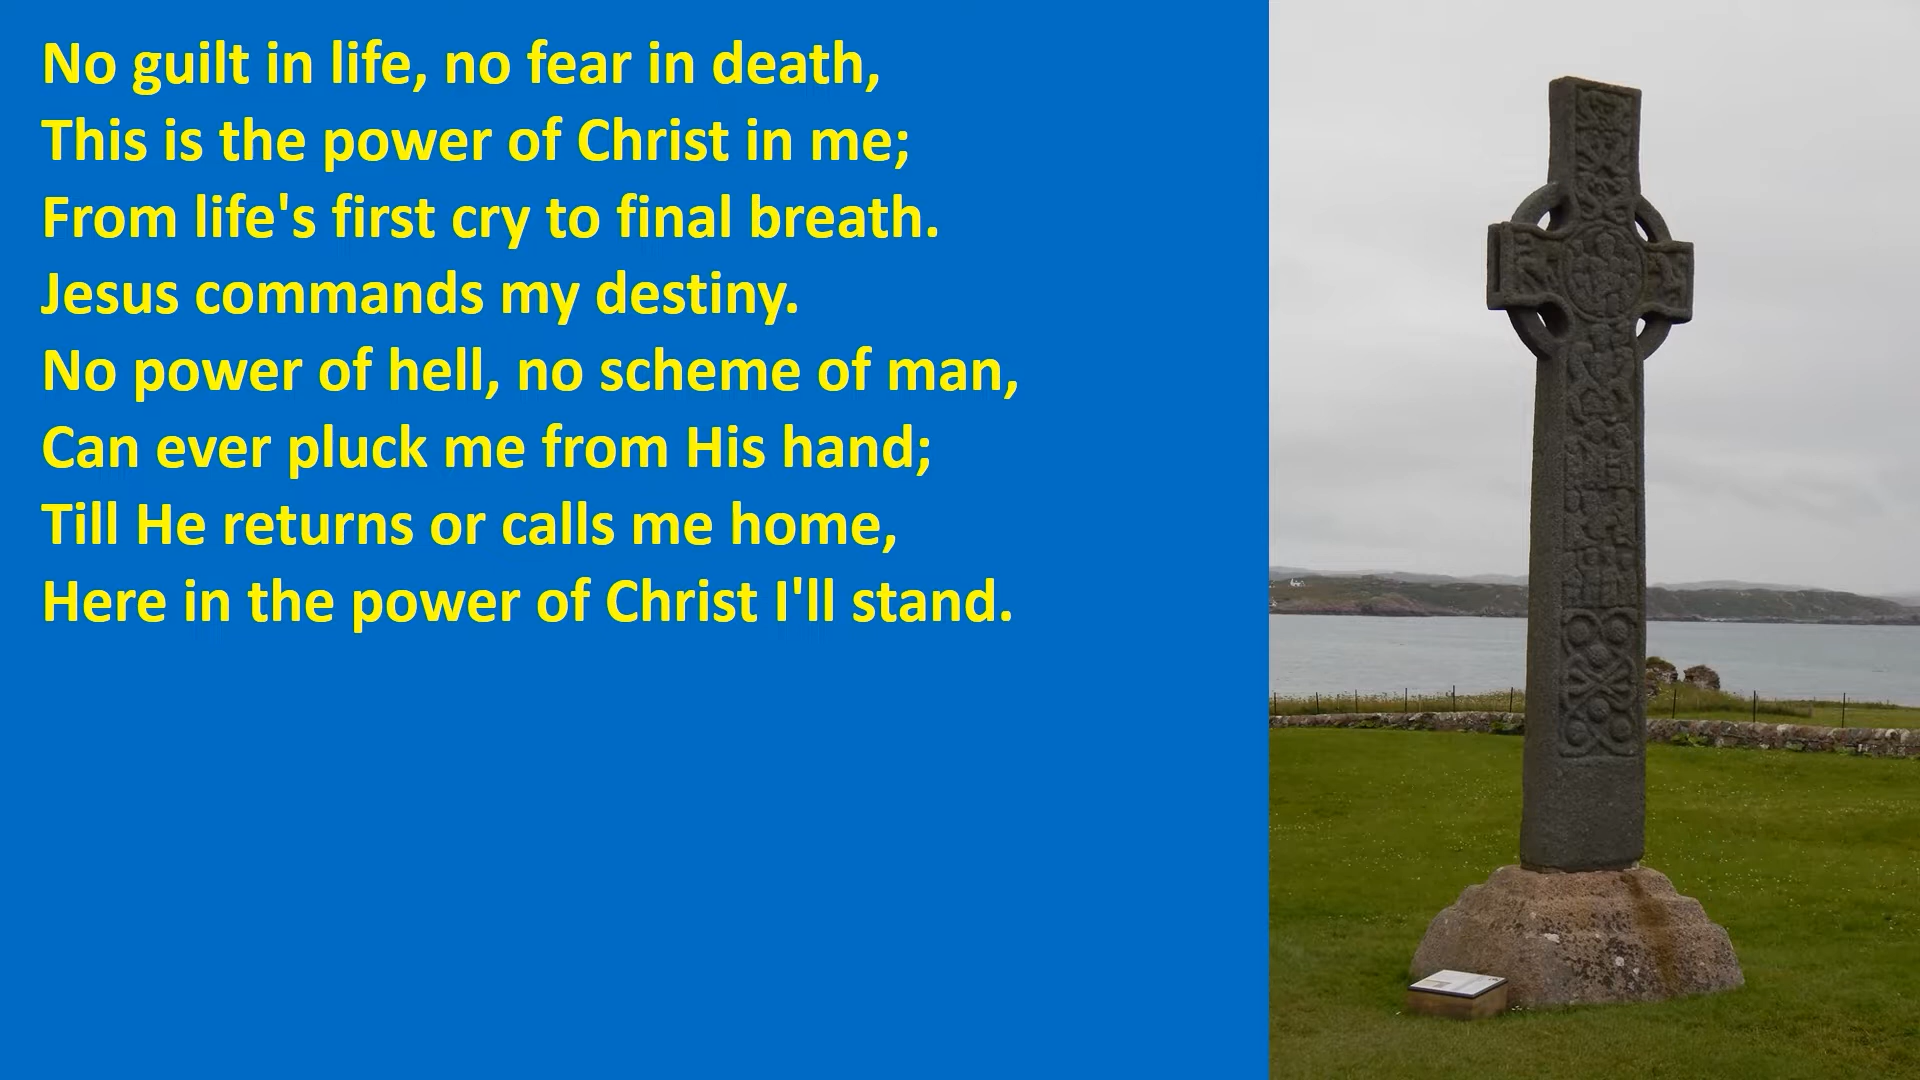 No guilt in life, no fear in death,
This is the power of Christ in me;
From life's first cry to final breath.
Jesus commands my destiny.
No power of hell, no scheme of man,
Can ever pluck me from His hand;
Till He returns or calls me home,
Here in the power of Christ I'll stand.